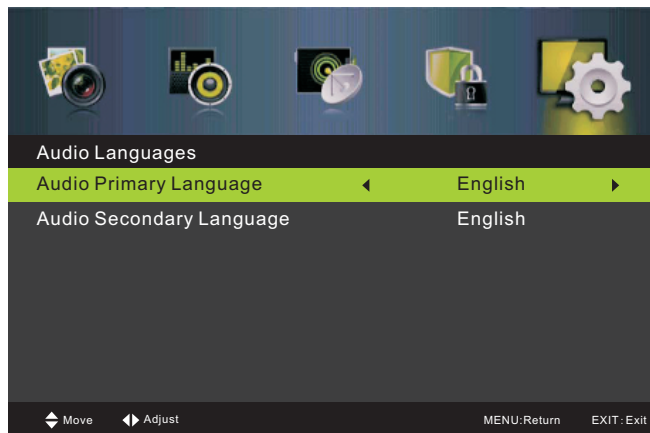 Audio Languages
Audio Primary Language English
Audio Secondary Language English
Move Adjust MENU:Return EXIT:Exit